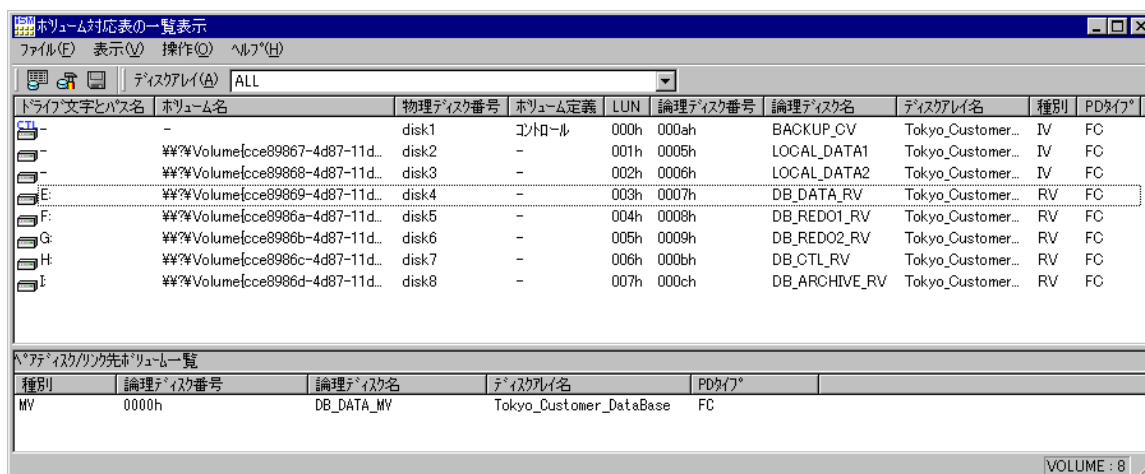 ISM ボリューム対応表の一覧表示
ファイル(F) 表示(V) 操作(O) ヘルプ(H)
ディスクアレイ(A) ALL
ドライブ文字とパス名 ボリューム名 物理ディスク番号 ボリューム定義 LUN 論理ディスク番号 論理ディスク名 ディスクアレイ名 種別 PDタイプ
CTL - - disk1 コントロール 000h 000ah BACKUP_CV Tokyo_Customer... IV FC
- ¥¥?¥Volume{cce89867-4d87-11d... disk2 - 001h 0005h LOCAL_DATA1 Tokyo_Customer... IV FC
- ¥¥?¥Volume{cce89868-4d87-11d... disk3 - 002h 0006h LOCAL_DATA2 Tokyo_Customer... IV FC
E: ¥¥?¥Volume{cce89869-4d87-11d... disk4 - 003h 0007h DB_DATA_RV Tokyo_Customer... RV FC
F: ¥¥?¥Volume{cce8986a-4d87-11d... disk5 - 004h 0008h DB_REDO1_RV Tokyo_Customer... RV FC
G: ¥¥?¥Volume{cce8986b-4d87-11d... disk6 - 005h 0009h DB_REDO2_RV Tokyo_Customer... RV FC
H: ¥¥?¥Volume{cce8986c-4d87-11d... disk7 - 006h 000bh DB_CTL_RV Tokyo_Customer... RV FC
I: ¥¥?¥Volume{cce8986d-4d87-11d... disk8 - 007h 000ch DB_ARCHIVE_RV Tokyo_Customer... RV FC
ペアディスク/リンク先ボリューム一覧
種別 論理ディスク番号 論理ディスク名 ディスクアレイ名 PDタイプ
MV 0000h DB_DATA_MV Tokyo_Customer_DataBase FC
VOLUME : 8